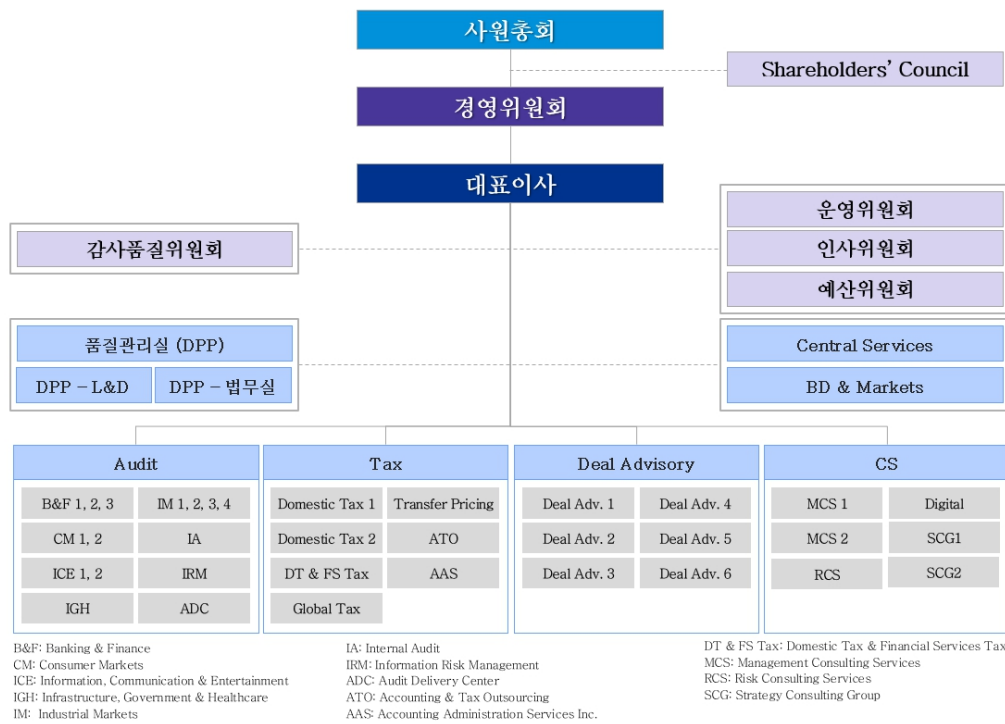 사원총회
Shareholders' Council
경영위원회
대표이사
감사품질위원회
운영위원회
인사위원회
예산위원회
품질관리실 (DPP)
DPP – L&D
DPP – 법무실
Central Services
BD & Markets
Audit
B&F 1, 2, 3
IM 1, 2, 3, 4
CM 1, 2
IA
ICE 1, 2
IRM
IGH
ADC
Tax
Domestic Tax 1
Transfer Pricing
Domestic Tax 2
ATO
DT & FS Tax
AAS
Global Tax
Deal Advisory
Deal Adv. 1
Deal Adv. 4
Deal Adv. 2
Deal Adv. 5
Deal Adv. 3
Deal Adv. 6
CS
MCS 1
Digital
MCS 2
SCG1
RCS
SCG2
B&F: Banking & Finance
CM: Consumer Markets
ICE: Information, Communication & Entertainment
IGH: Infrastructure, Government & Healthcare
IM: Industrial Markets
IA: Internal Audit
IRM: Information Risk Management
ADC: Audit Delivery Center
ATO: Accounting & Tax Outsourcing
AAS: Accounting Administration Services Inc.
DT & FS Tax: Domestic Tax & Financial Services Tax
MCS: Management Consulting Services
RCS: Risk Consulting Services
SCG: Strategy Consulting Group